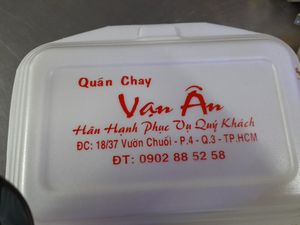 Quán Chay
Vạn Ân
Hân Hạnh Phục Vụ Quý Khách
ĐC: 18/37 Vườn Chuối - P.4 - Q.3 - TP.HCM
ĐT: 0902 88 52 58